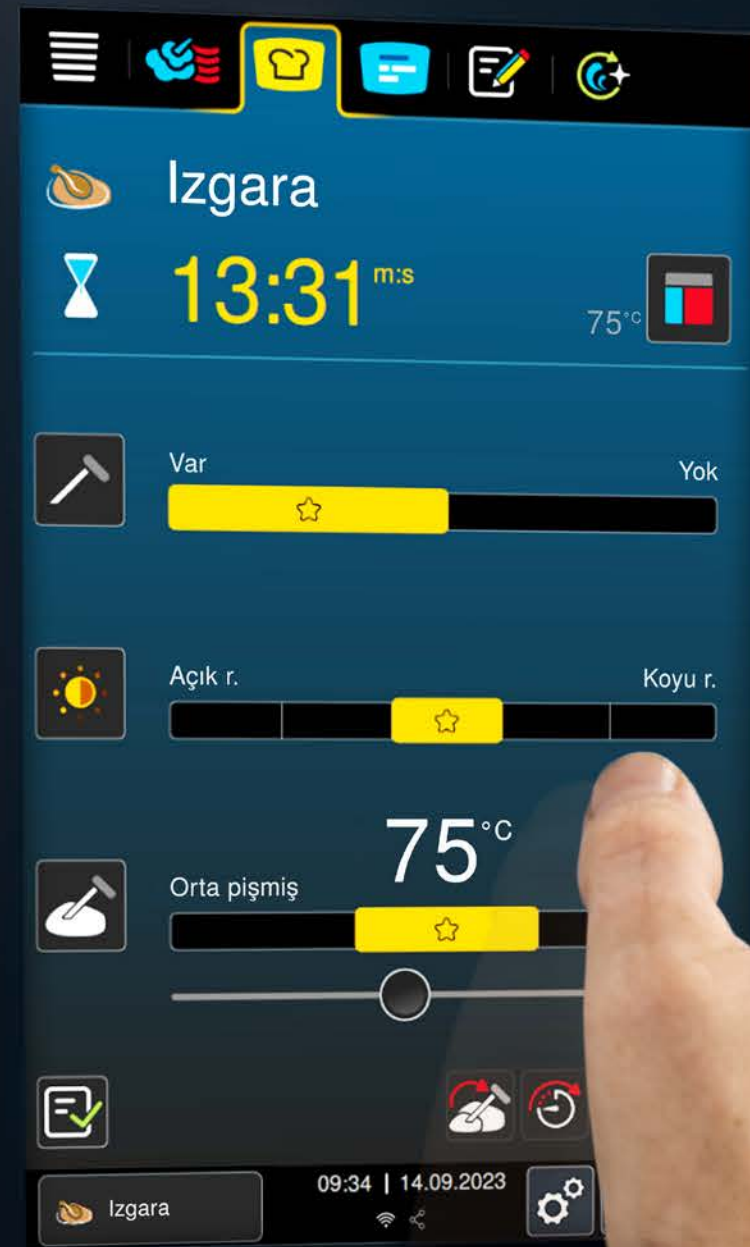 Izgara
13:31 m:s
75°C
Var
Yok
Açık r.
Koyu r.
75°C
Orta pişmiş
Izgara
09:34 | 14.09.2023